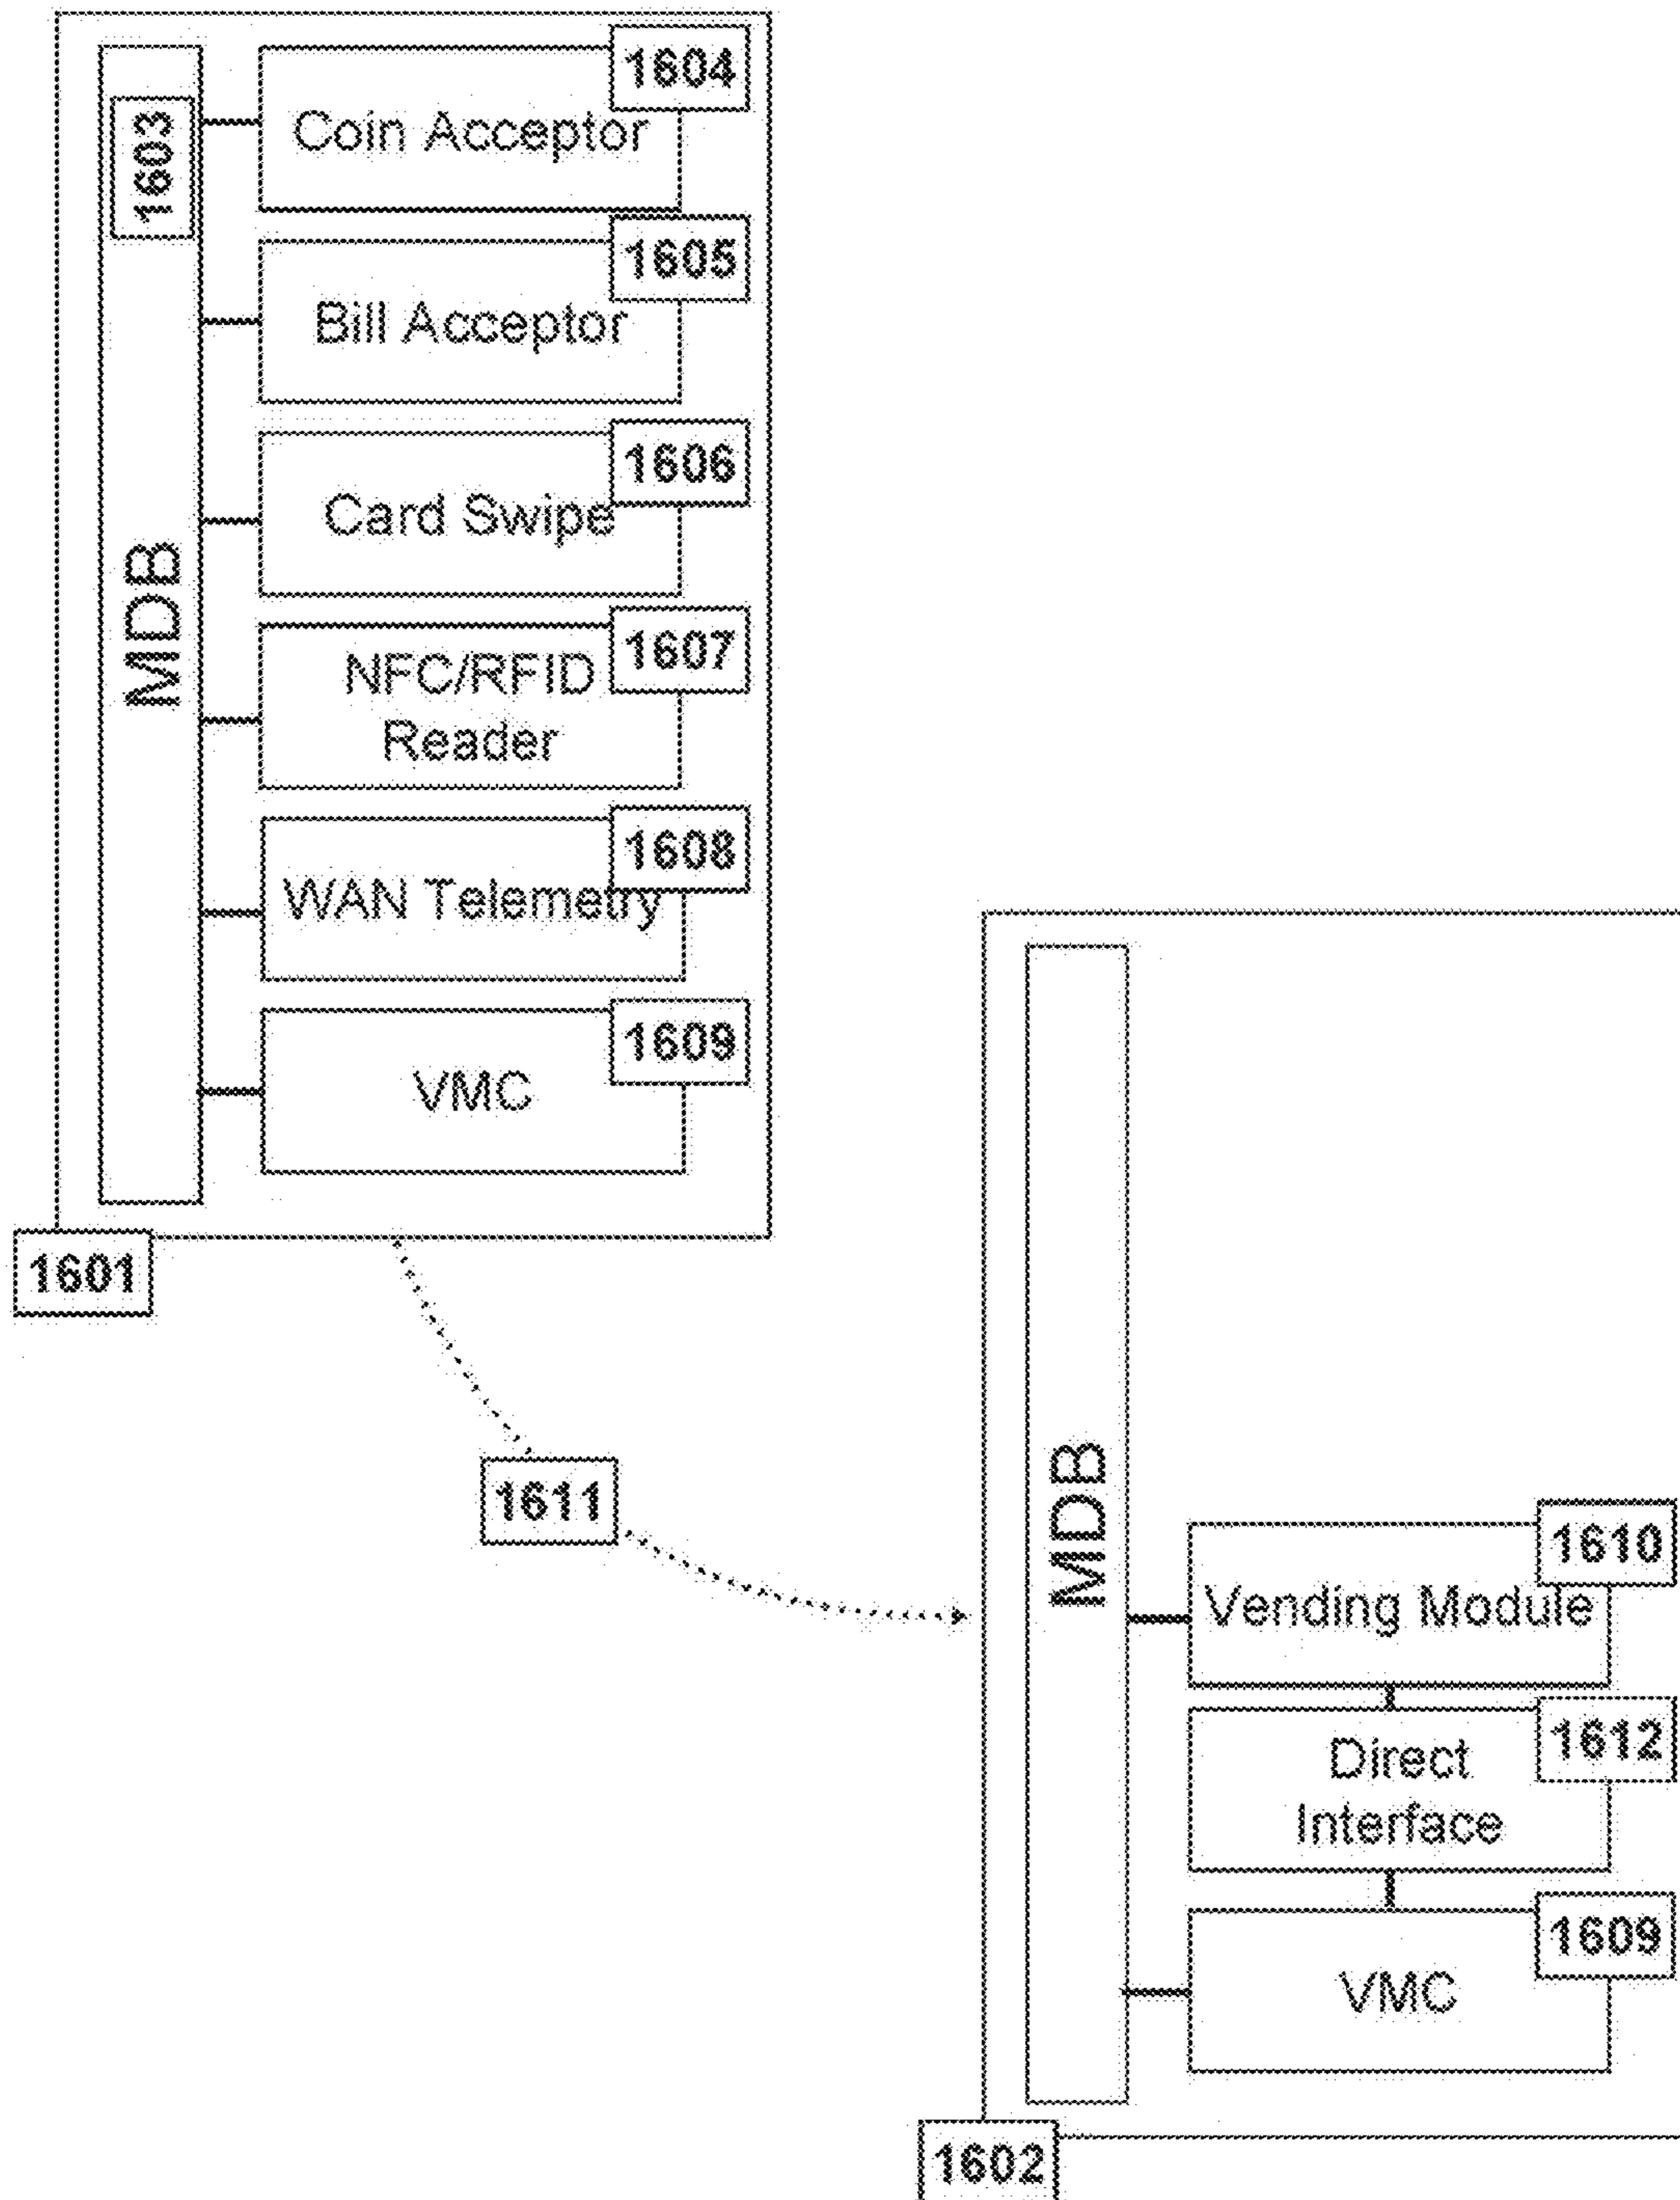 1603
MDB
1604
Coin Acceptor
1605
Bill Acceptor
1606
Card Swipe
1607
NFC/RFID
Reader
1608
WAN Telemetry
1609
VMC
1601
1611
MDB
1610
Vending Module
1612
Direct
Interface
1609
VMC
1602